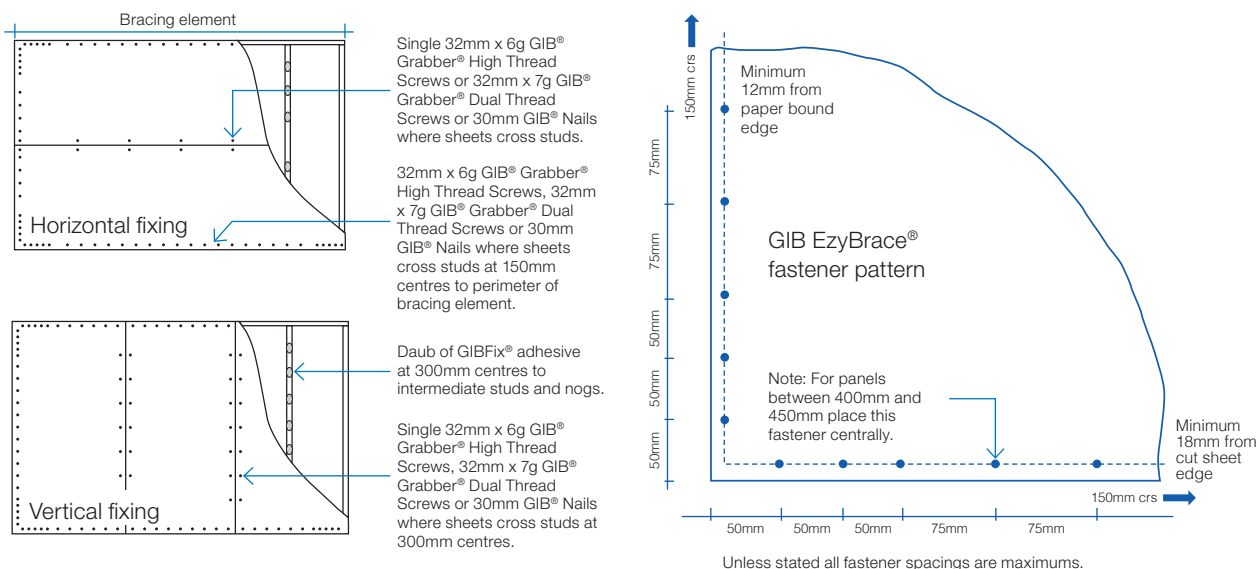 Bracing element
Single 32mm x 6g GIB®
Grabber® High Thread
Screws or 32mm x 7g GIB®
Grabber® Dual Thread
Screws or 30mm GIB® Nails
where sheets cross studs.
32mm x 6g GIB® Grabber®
High Thread Screws, 32mm
x 7g GIB® Grabber® Dual
Thread Screws or 30mm
GIB® Nails where sheets
cross studs at 150mm
centres to perimeter of
bracing element.
Horizontal fixing
Daub of GIBFix® adhesive
at 300mm centres to
intermediate studs and nogs.
Single 32mm x 6g GIB®
Grabber® High Thread
Screws, 32mm x 7g GIB®
Grabber® Dual Thread
Screws or 30mm GIB® Nails
where sheets cross studs at
300mm centres.
Vertical fixing
150mm crs
Minimum
12mm from
paper bound
edge
75mm
75mm
50mm
50mm
50mm
GIB EzyBrace®
fastener pattern
Note: For panels
between 400mm and
450mm place this
fastener centrally.
Minimum
18mm from
cut sheet
edge
150mm crs
50mm
50mm
50mm
75mm
75mm
Unless stated all fastener spacings are maximums.